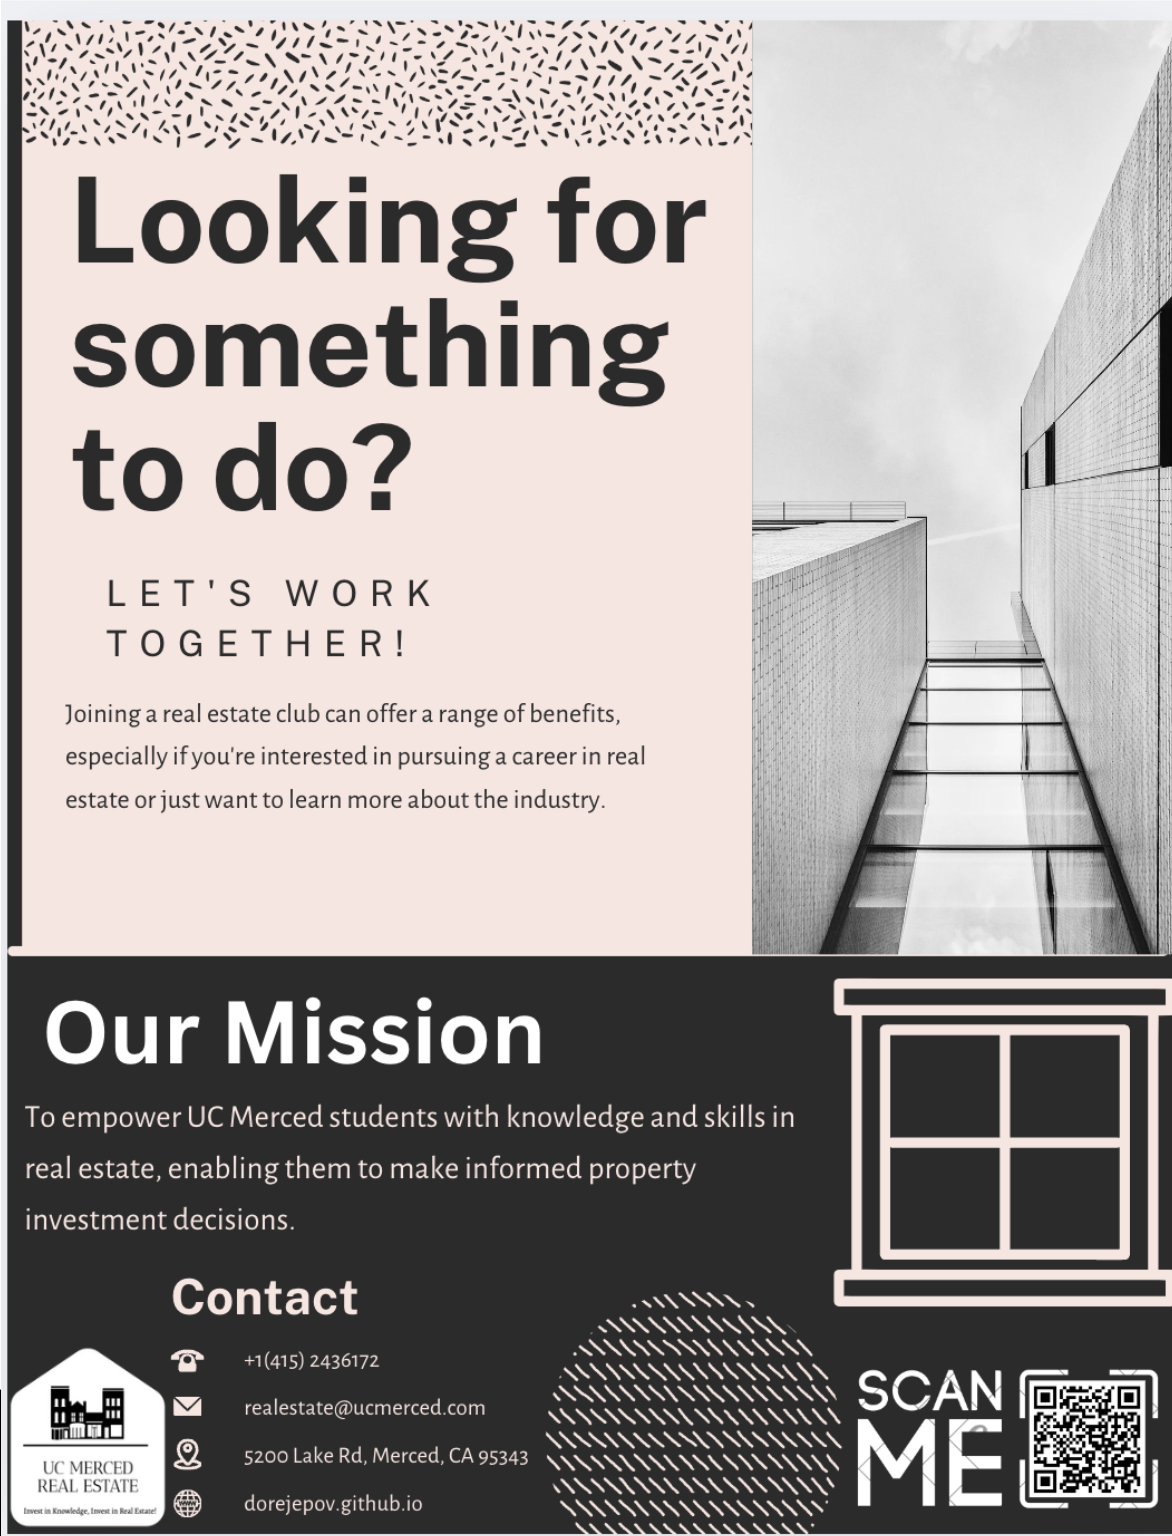 Looking for
something
to do?
LET'S WORK
TOGETHER!
Joining a real estate club can offer a range of benefits,
especially if you're interested in pursuing a career in real
estate or just want to learn more about the industry.
Our Mission
To empower UC Merced students with knowledge and skills in
real estate, enabling them to make informed property
investment decisions.
Contact
+1(415) 2436172
realestate@ucmerced.com
5200 Lake Rd, Merced, CA 95343
dorejepov.github.io
UC MERCED
REAL ESTATE
Invest in Knowledge, Invest in Real Estate!
SCAN
ME